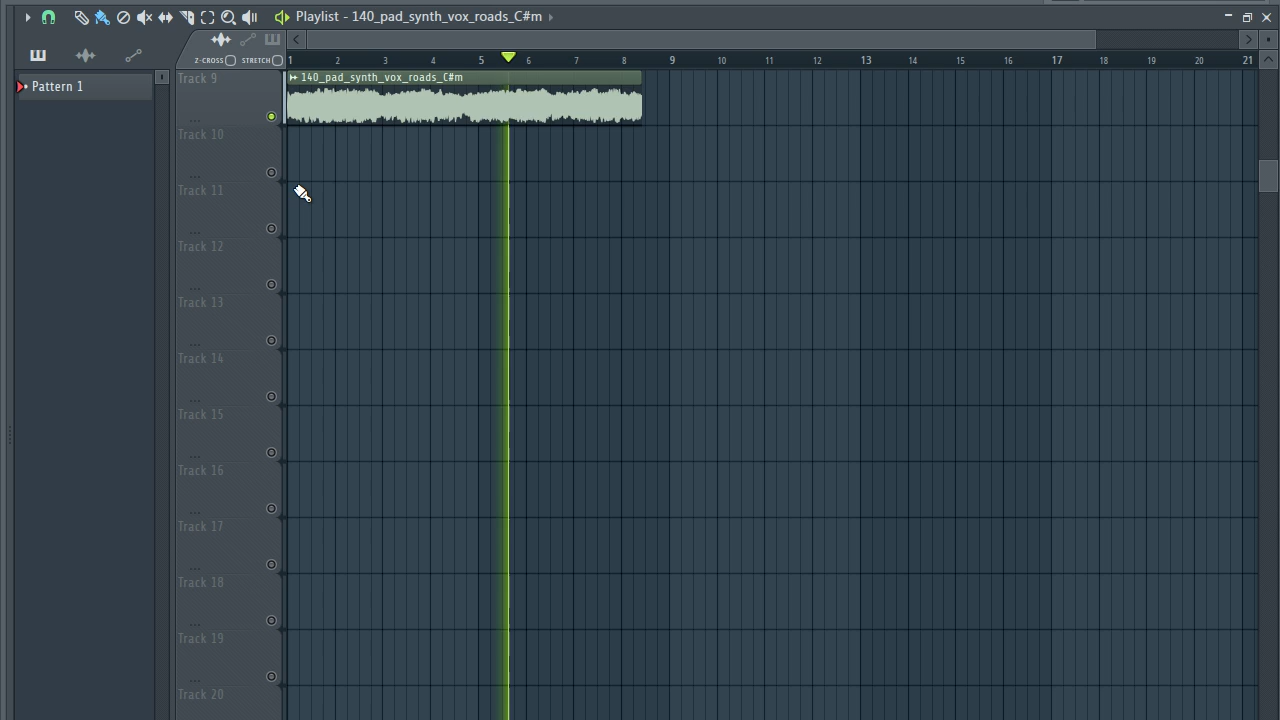 Playlist - 140_pad_synth_vox_roads_C#m
Z-CROSS STRETCH
1 2 3 4 5 6 7 8 9 10 11 12 13 14 15 16 17 18 19 20 21
Pattern 1
Track 9
140_pad_synth_vox_roads_C#m
Track 10
Track 11
Track 12
Track 13
Track 14
Track 15
Track 16
Track 17
Track 18
Track 19
Track 20